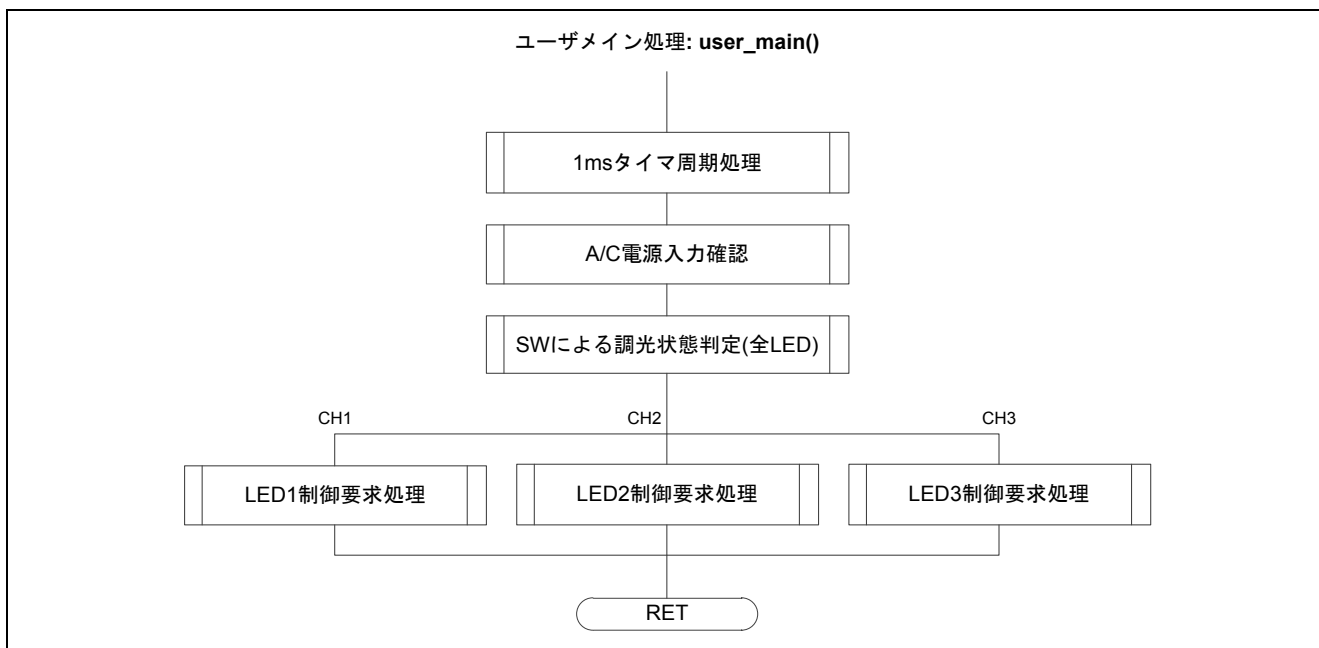 ユーザメイン処理: user_main()
1msタイマ周期処理
A/C電源入力確認
SWによる調光状態判定(全LED)
CH1 CH2 CH3
LED1制御要求処理 LED2制御要求処理 LED3制御要求処理
RET